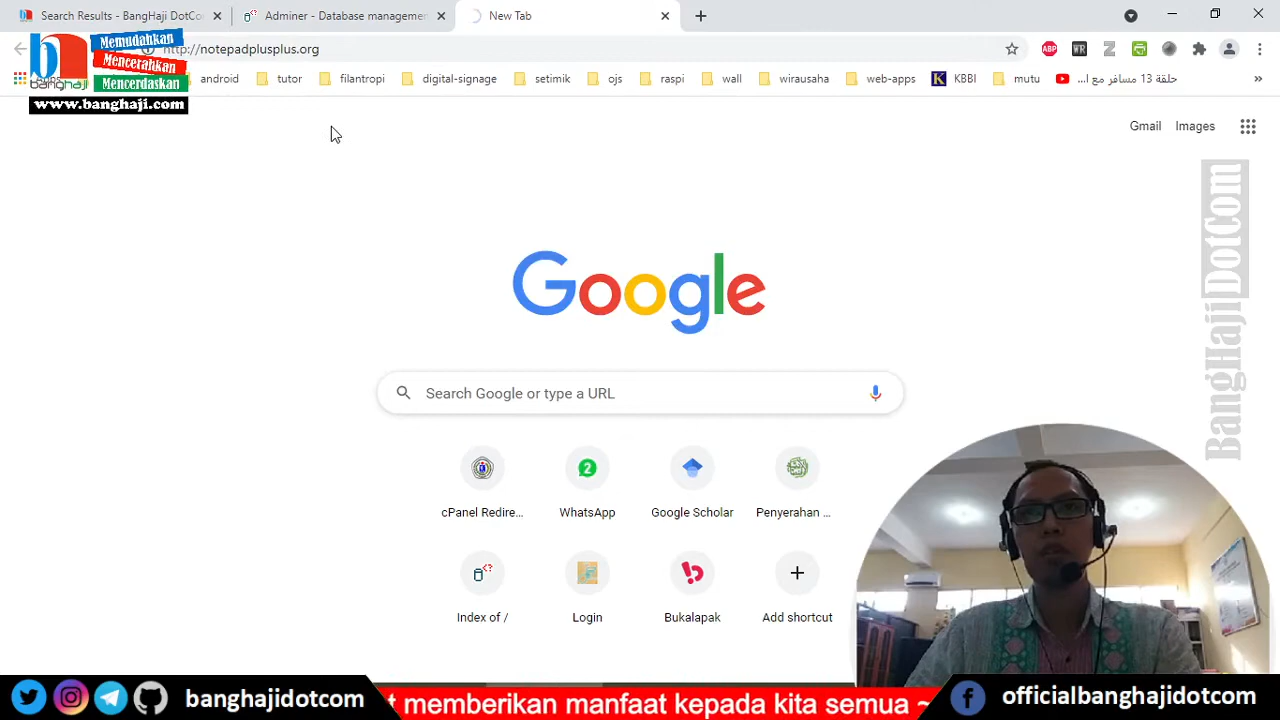 Search Results - BangHaji DotCo
Adminer - Database managemen
New Tab
http://notepadplusplus.org
ABP
WR
Memudahkan
Mencerahkan
Mencerdaskan
banghaji
www.banghaji.com
android
tutor
filantropi
digital-signage
setimik
ojs
raspi
wall
wirausaha
web-apps
K
KBBI
mutu
حلقة 13 مسافر مع ا...
»
Gmail
Images
BangHajiDotCom
Google
Search Google or type a URL
2
cPanel Redire...
WhatsApp
Google Scholar
Penyerahan ...
Index of /
Login
Bukalapak
Add shortcut
banghajidotcom
t memberikan manfaat kepada kita semua ~
officialbanghajidotcom